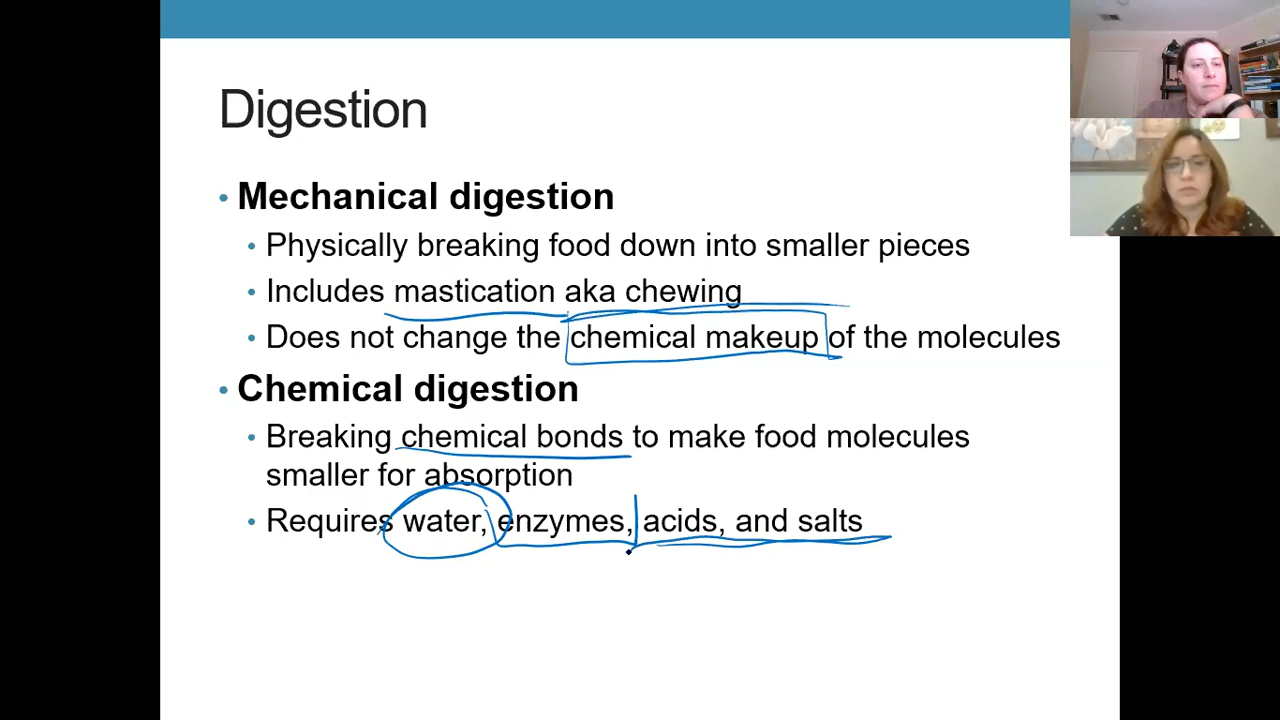 Digestion
• Mechanical digestion
• Physically breaking food down into smaller pieces
• Includes mastication aka chewing
• Does not change the chemical makeup of the molecules
• Chemical digestion
• Breaking chemical bonds to make food molecules
smaller for absorption
• Requires water, enzymes, acids, and salts